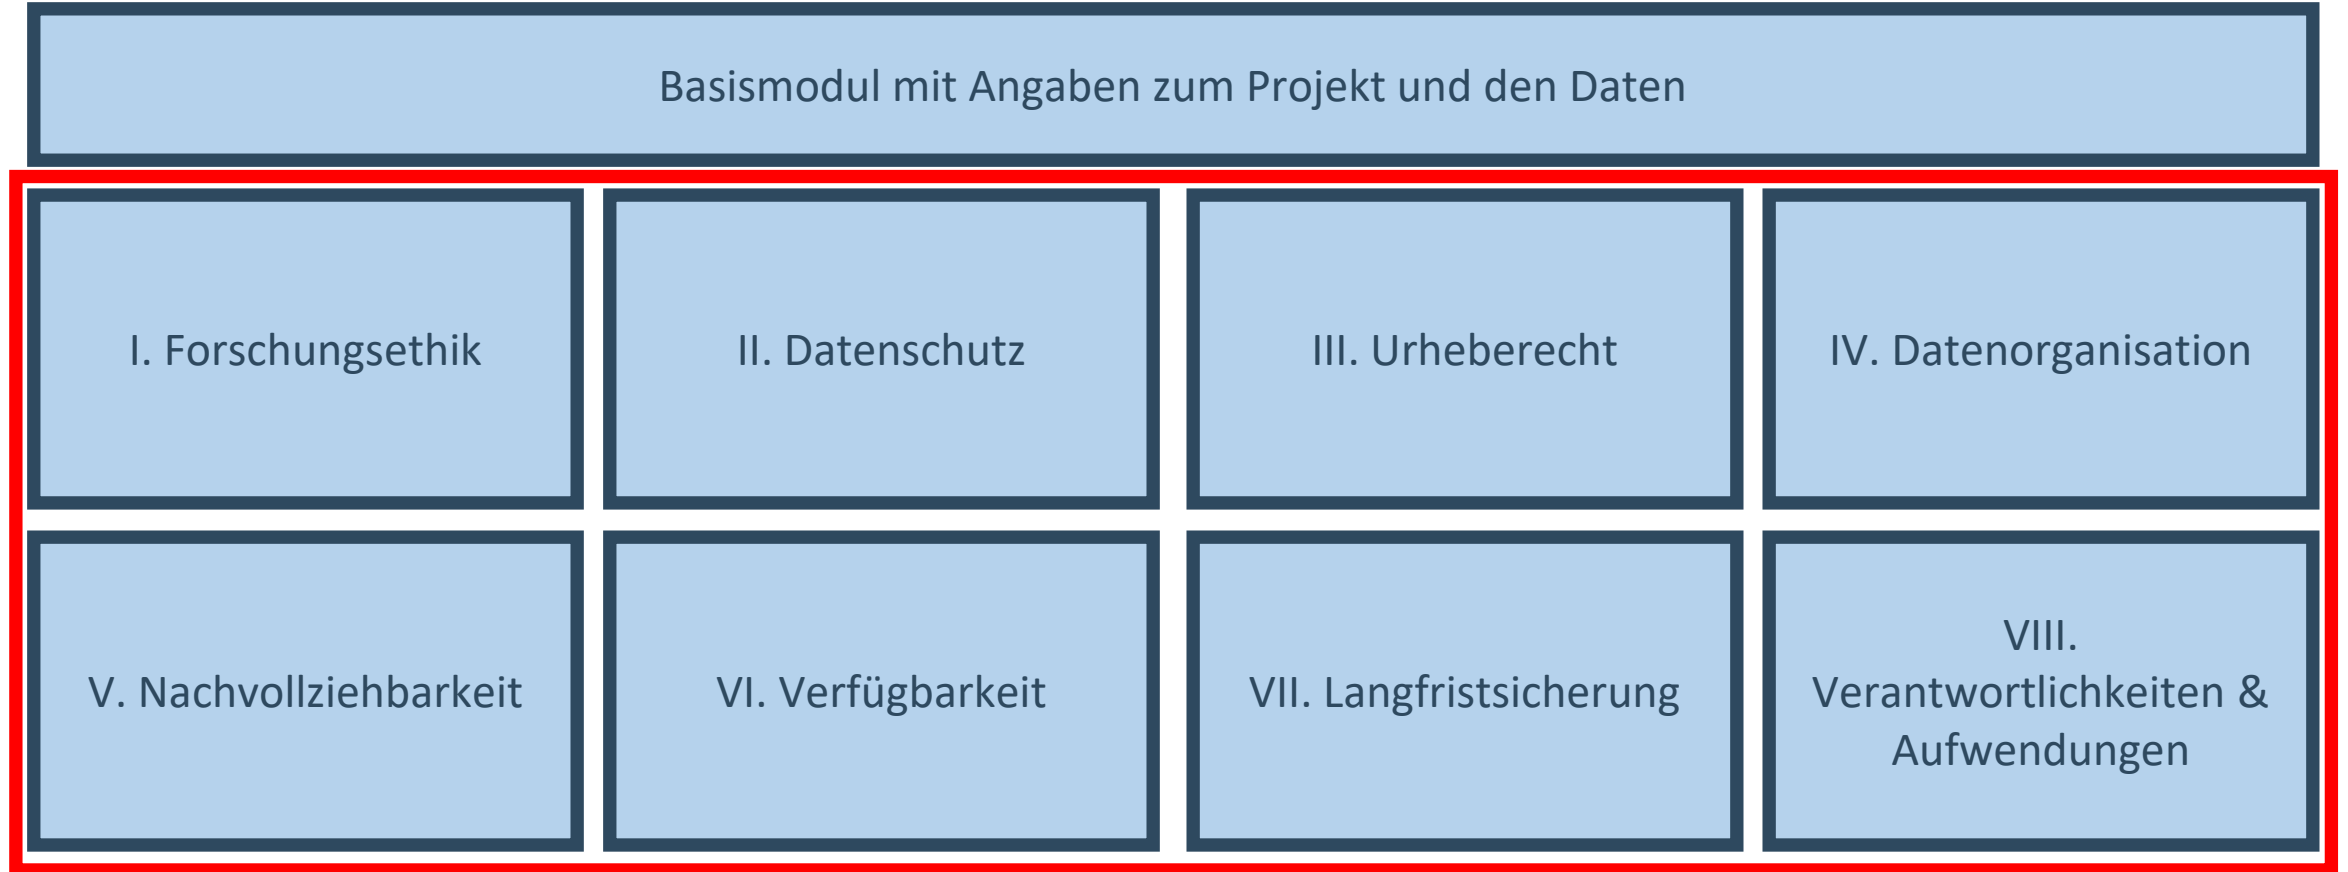 Basismodul mit Angaben zum Projekt und den Daten
I. Forschungsethik
II. Datenschutz
III. Urheberecht
IV. Datenorganisation
V. Nachvollziehbarkeit
VI. Verfügbarkeit
VII. Langfristsicherung
VIII.
Verantwortlichkeiten &
Aufwendungen